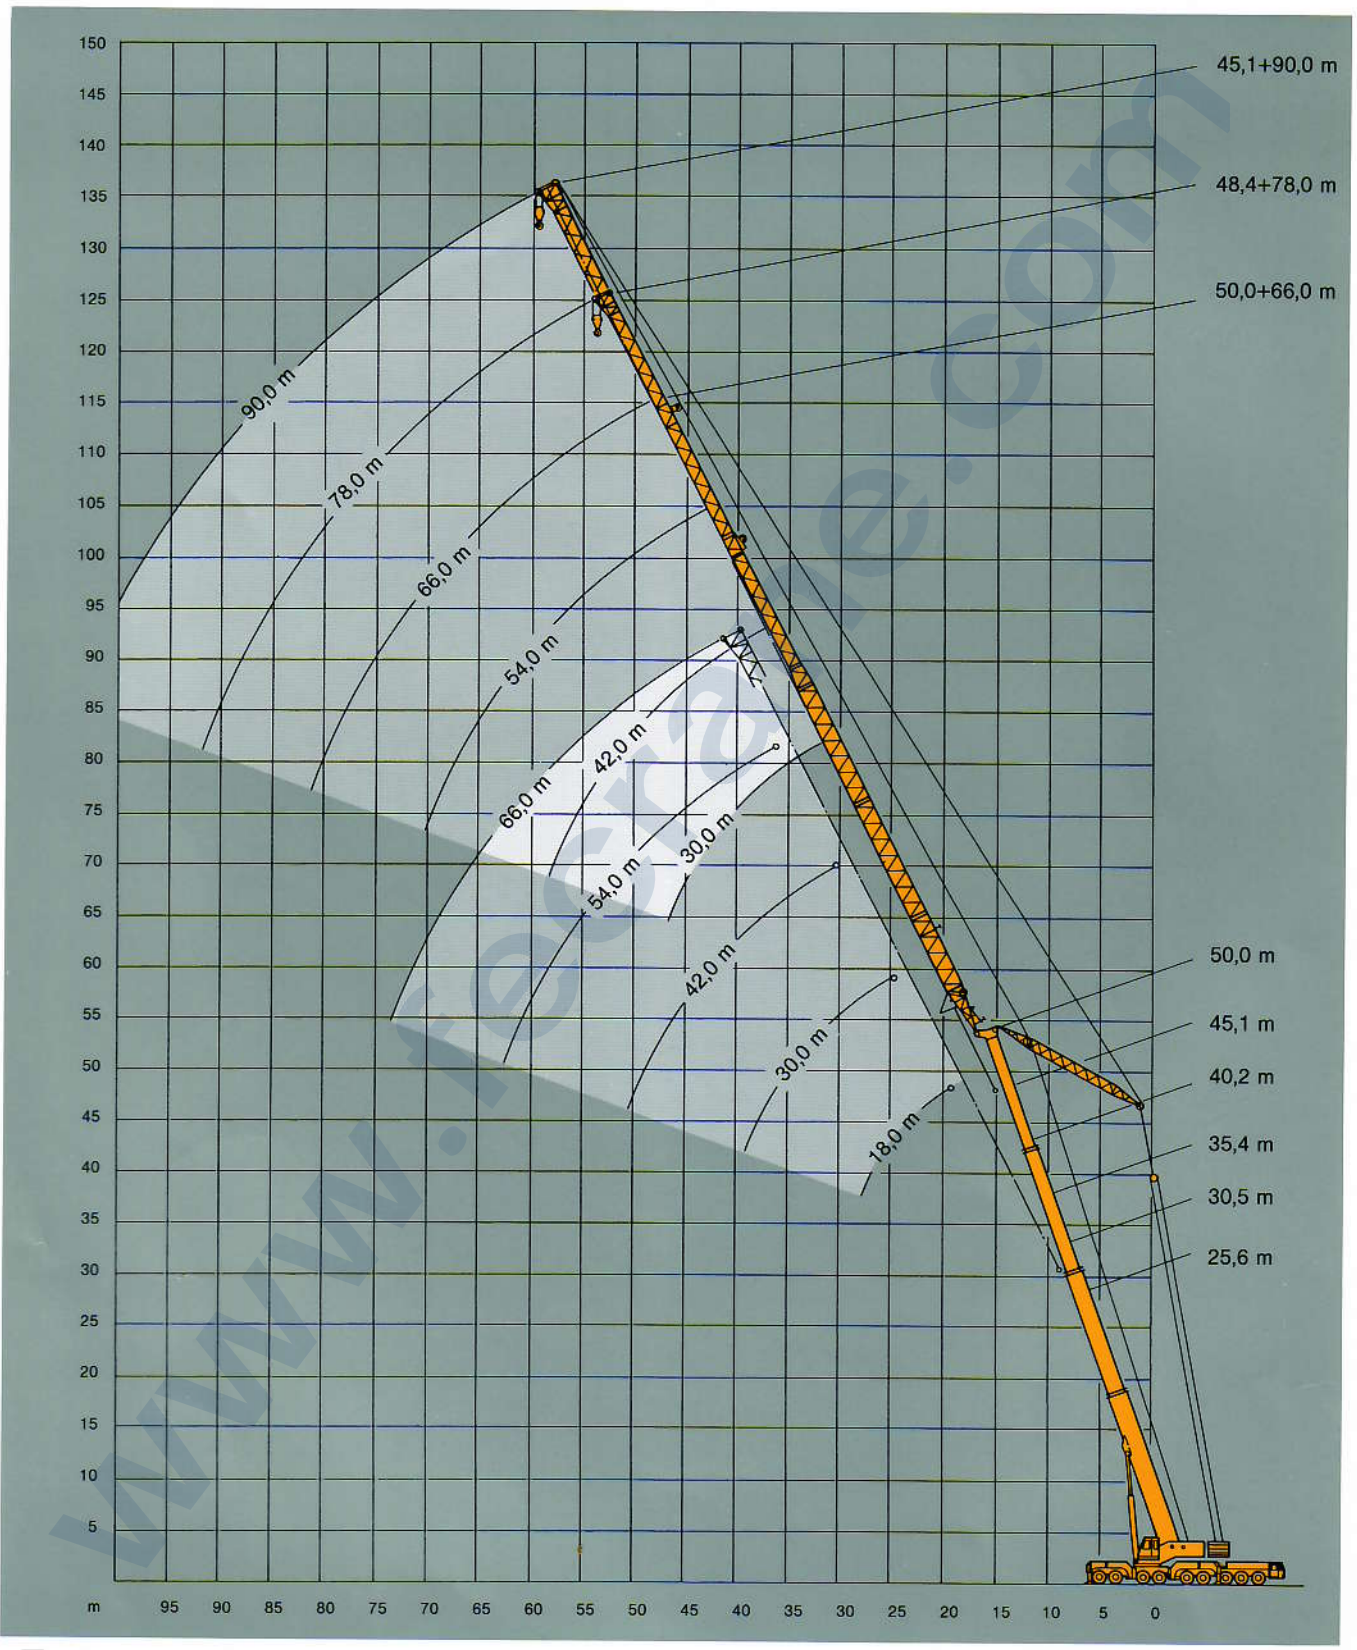 150
45,1+90,0 m
145
140
135
48,4+78,0 m
130
125
50,0+66,0 m
120
115
90,0 m
110
78,0 m
105
100
66,0 m
95
90
54,0 m
85
80
42,0 m
75
66,0 m
30,0 m
70
54,0 m
65
60
42,0 m
50,0 m
55
45,1 m
50
30,0 m
40,2 m
45
18,0 m
35,4 m
40
35
30,5 m
30
25,6 m
25
20
15
10
5
m 95 90 85 80 75 70 65 60 55 50 45 40 35 30 25 20 15 10 5 0
www.fecrane.com